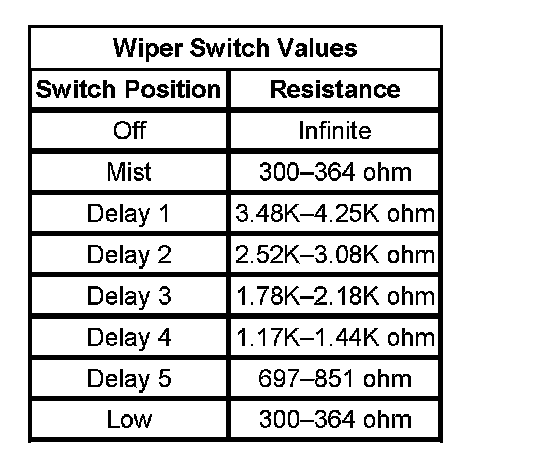 Wiper Switch Values
Switch Position Resistance
Off Infinite
Mist 300–364 ohm
Delay 1 3.48K–4.25K ohm
Delay 2 2.52K–3.08K ohm
Delay 3 1.78K–2.18K ohm
Delay 4 1.17K–1.44K ohm
Delay 5 697–851 ohm
Low 300–364 ohm